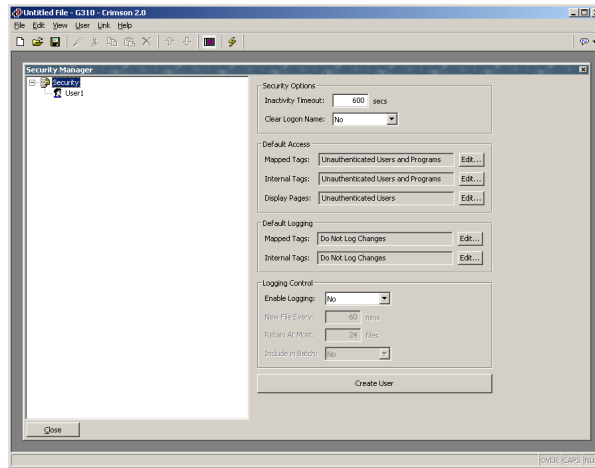 Untitled File - G310 - Crimson 2.0
File Edit View User Link Help
Security Manager
Security
User1
Security Options
Inactivity Timeout: 600 secs
Clear Logon Name: No
Default Access
Mapped Tags: Unauthenticated Users and Programs Edit...
Internal Tags: Unauthenticated Users and Programs Edit...
Display Pages: Unauthenticated Users Edit...
Default Logging
Mapped Tags: Do Not Log Changes Edit...
Internal Tags: Do Not Log Changes Edit...
Logging Control
Enable Logging: No
New File Every: 60 mns
Retain At Most: 24 files
Include in Batch: No
Create User
Close
OVER CAPS NU